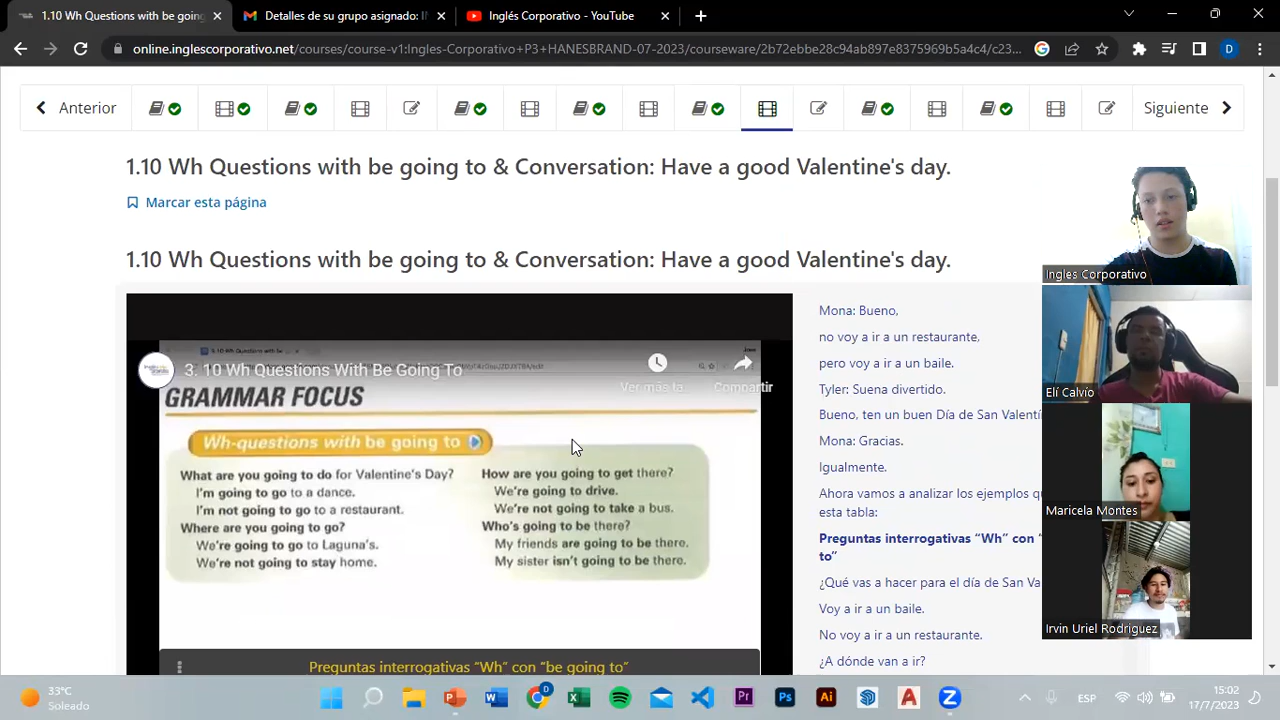 1.10 Wh Questions with be going
Detalles de su grupo asignado: I
Inglés Corporativo - YouTube
online.inglescorporativo.net/courses/course-v1:Ingles-Corporativo+P3+HANESBRAND-07-2023/courseware/2b72ebbe28c94ab897e8375969b5a4c4/c23...
D
Anterior
Siguiente
1.10 Wh Questions with be going to & Conversation: Have a good Valentine's day.
Marcar esta página
1.10 Wh Questions with be going to & Conversation: Have a good Valentine's day.
3. 10 Wh Questions With Be Going To
Ver más ta
Compartir
GRAMMAR FOCUS
Wh-questions with be going to
What are you going to do for Valentine's Day?
I'm going to go to a dance.
I'm not going to go to a restaurant.
Where are you going to go?
We're going to go to Laguna's.
We're not going to stay home.
How are you going to get there?
We're going to drive.
We're not going to take a bus.
Who's going to be there?
My friends are going to be there.
My sister isn't going to be there.
Preguntas interrogativas “Wh” con “be going to”
Mona: Bueno,
no voy a ir a un restaurante,
pero voy a ir a un baile.
Tyler: Suena divertido.
Bueno, ten un buen Día de San Valentí
Mona: Gracias.
Igualmente.
Ahora vamos a analizar los ejemplos qu
esta tabla:
Preguntas interrogativas “Wh” con “
to”
¿Qué vas a hacer para el día de San Va
Voy a ir a un baile.
No voy a ir a un restaurante.
¿A dónde van a ir?
Ingles Corporativo
Elí Calvío
Maricela Montes
Irvin Uriel Rodriguez
33°C
Soleado
ESP
15:02
17/7/2023